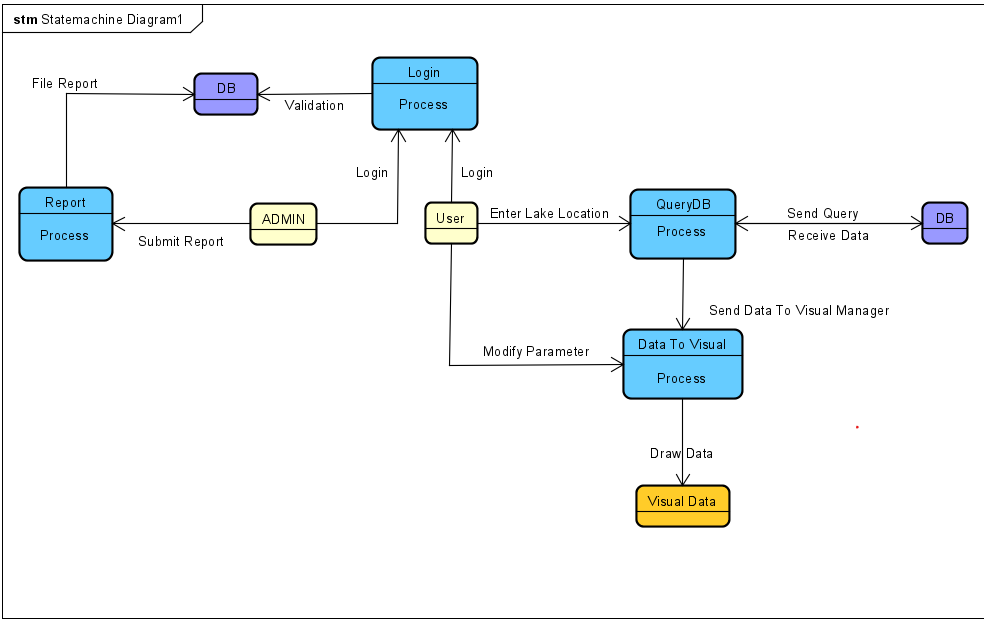 stm Statemachine Diagram1
File Report
DB
Validation
Login
Process
Login
Login
Report
Process
Submit Report
ADMIN
User
Enter Lake Location
QueryDB
Process
Send Query
Receive Data
DB
Send Data To Visual Manager
Modify Parameter
Data To Visual
Process
Draw Data
Visual Data